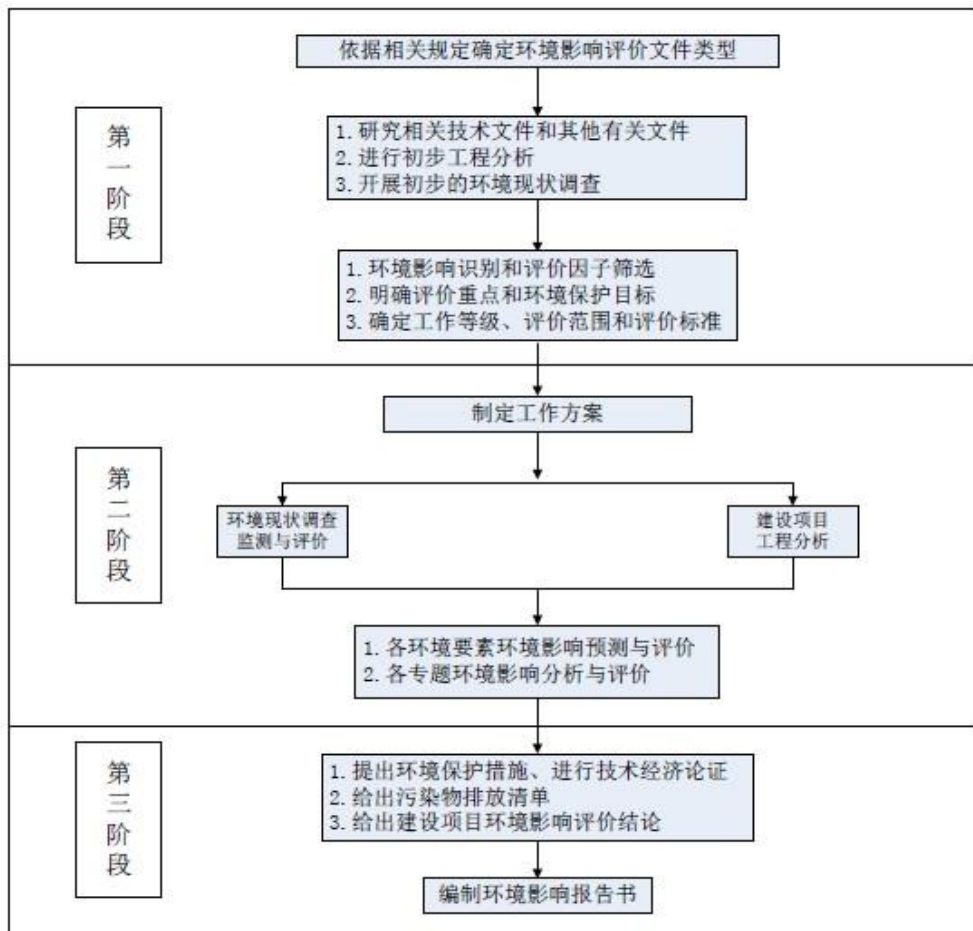 依据相关规定确定环境影响评价文件类型
第一阶段
1. 研究相关技术文件和其他有关文件
2. 进行初步工程分析
3. 开展初步的环境现状调查
1. 环境影响识别和评价因子筛选
2. 明确评价重点和环境保护目标
3. 确定工作等级、评价范围和评价标准
第二阶段
制定工作方案
环境现状调查
监测与评价
建设项目
工程分析
1. 各环境要素环境影响预测与评价
2. 各专题环境影响分析与评价
第三阶段
1. 提出环境保护措施、进行技术经济论证
2. 给出污染物排放清单
3. 给出建设项目环境影响评价结论
编制环境影响报告书